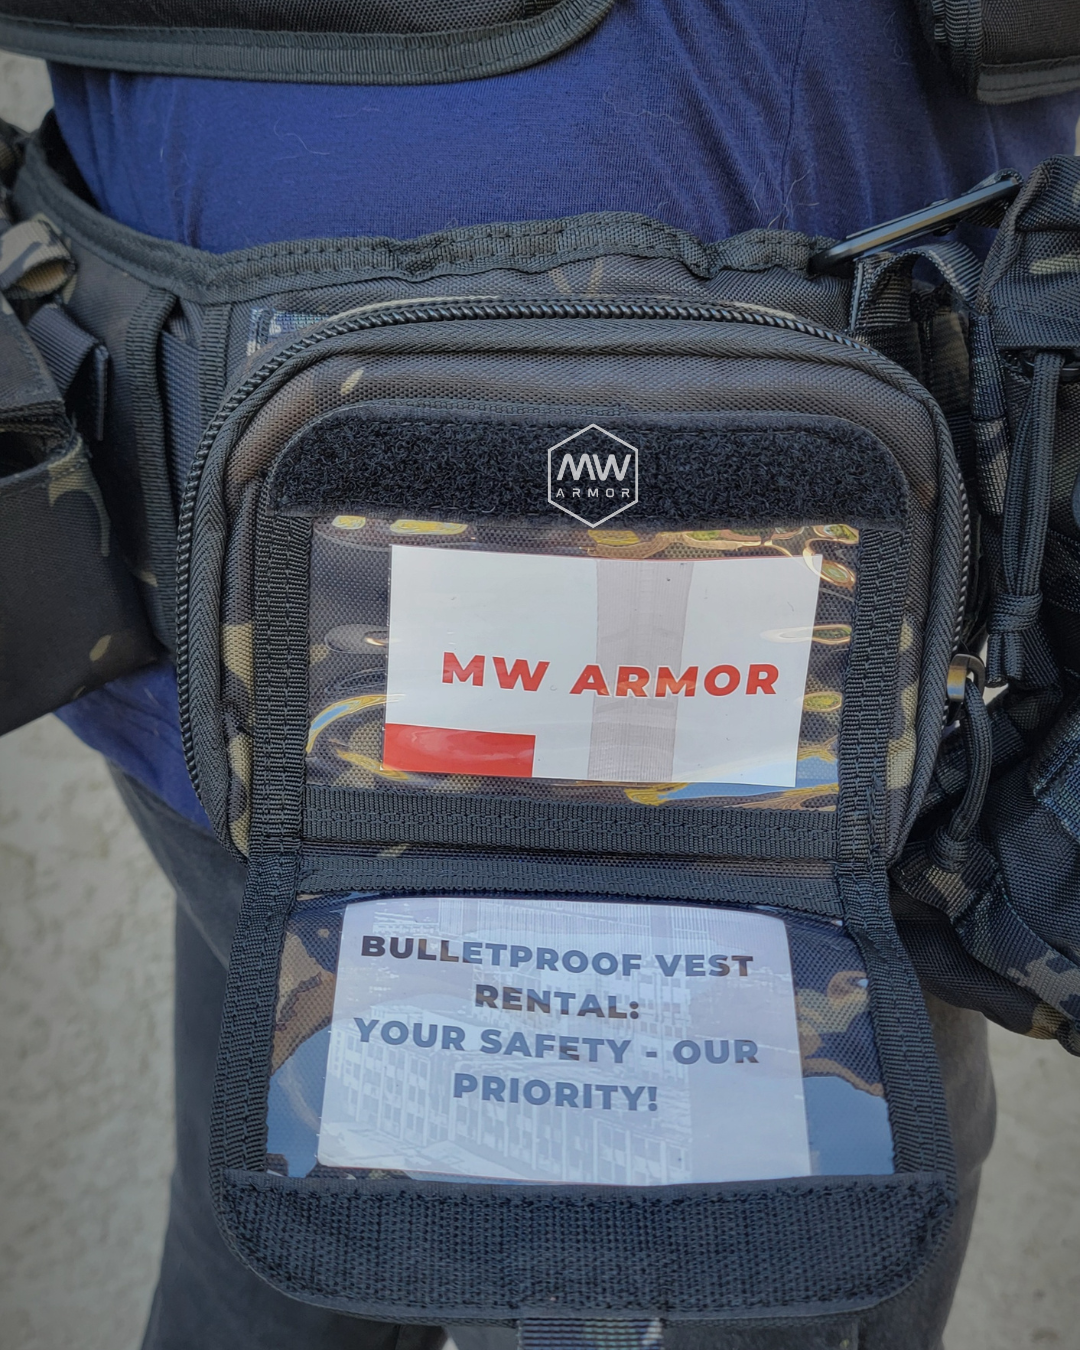 MW
ARMOR
MW ARMOR
BULLETPROOF VEST
RENTAL:
YOUR SAFETY - OUR
PRIORITY!